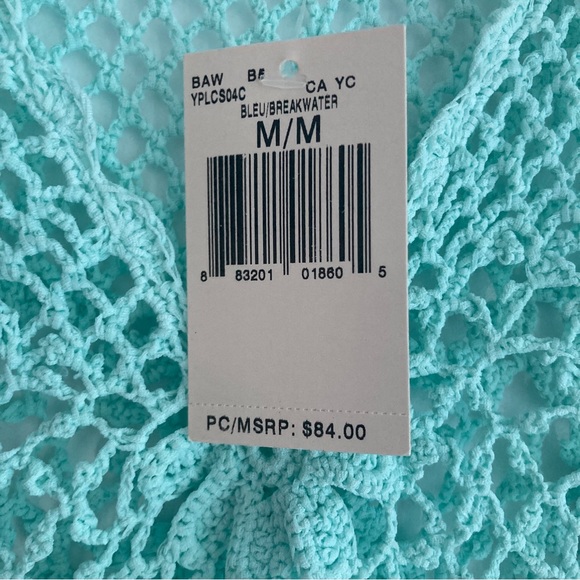 BAW CA YC
YPLCS04C
BLEU/BREAKWATER
M/M
8 83201 01860 5
PC/MSRP: $84.00